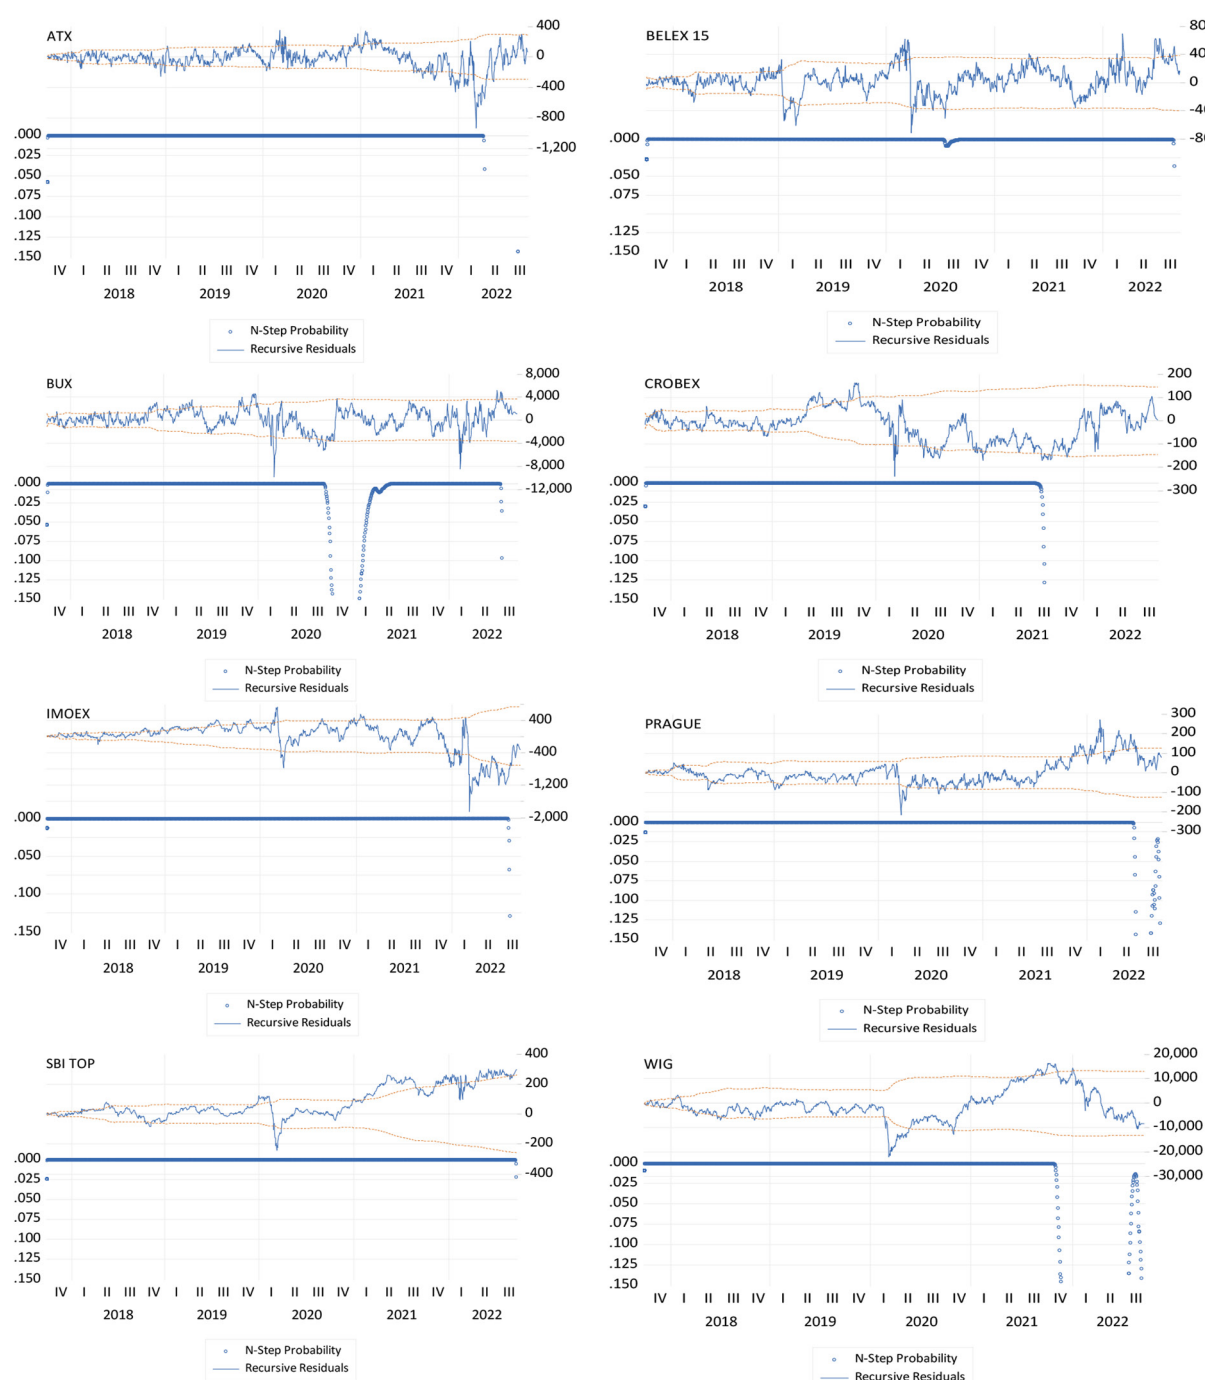 ATX
400
0
-400
-800
-1,200
.000
.025
.050
.075
.100
.125
.150
IV I II III IV I II III IV I II III IV I II III IV I II III
2018 2019 2020 2021 2022
N-Step Probability
Recursive Residuals
BELEX 15
80
40
0
-40
-80
.000
.050
.125
.150
IV I II III IV I II III IV I II III IV I II III IV I II III
2018 2019 2020 2021 2022
N-Step Probability
Recursive Residuals
BUX
8,000
4,000
0
-4,000
-8,000
-12,000
.000
.025
.050
.075
.100
.125
.150
IV I II III IV I II III IV I II III IV I II III IV I II III
2018 2019 2020 2021 2022
N-Step Probability
Recursive Residuals
CROBEX
200
100
0
-100
-200
-300
.000
.025
.050
.075
.100
.125
.150
IV I II III IV I II III IV I II III IV I II III IV I II III
2018 2019 2020 2021 2022
N-Step Probability
Recursive Residuals
IMOEX
400
-400
-1,200
-2,000
.000
.050
.100
.150
IV I II III IV I II III IV I II III IV I II III IV I II III
2018 2019 2020 2021 2022
N-Step Probability
Recursive Residuals
PRAGUE
300
200
100
0
-100
-200
-300
.000
.025
.050
.075
.100
.125
.150
IV I II III IV I II III IV I II III IV I II III IV I II III
2018 2019 2020 2021 2022
N-Step Probability
Recursive Residuals
SBI TOP
400
200
0
-200
-400
.000
.025
.050
.075
.100
.125
.150
IV I II III IV I II III IV I II III IV I II III IV I II III
2018 2019 2020 2021 2022
N-Step Probability
Recursive Residuals
WIG
20,000
10,000
0
-10,000
-20,000
-30,000
.000
.025
.050
.075
.100
.125
.150
IV I II III IV I II III IV I II III IV I II III IV I II III
2018 2019 2020 2021 2022
N-Step Probability
Recursive Residuals